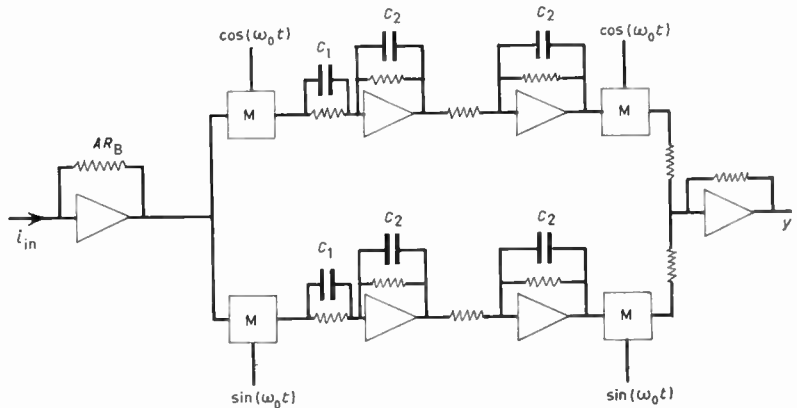 C2
C2
cos(ω0t)
C1
cos(ω0t)
M
M
ARB
iin
y
C2
C2
C1
M
M
sin(ω0t)
sin(ω0t)